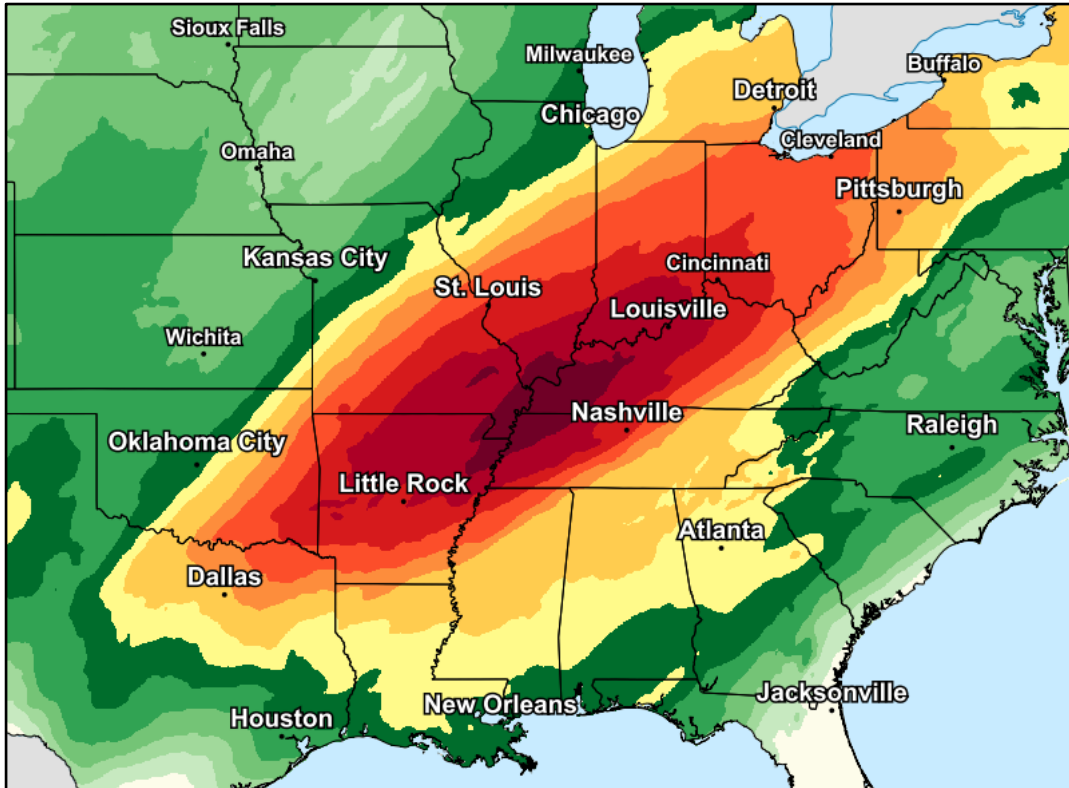 Sioux Falls
Milwaukee
Buffalo
Detroit
Chicago
Cleveland
Omaha
Pittsburgh
Kansas City
Cincinnati
St. Louis
Louisville
Wichita
Nashville
Raleigh
Oklahoma City
Little Rock
Atlanta
Dallas
Jacksonville
New Orleans
Houston